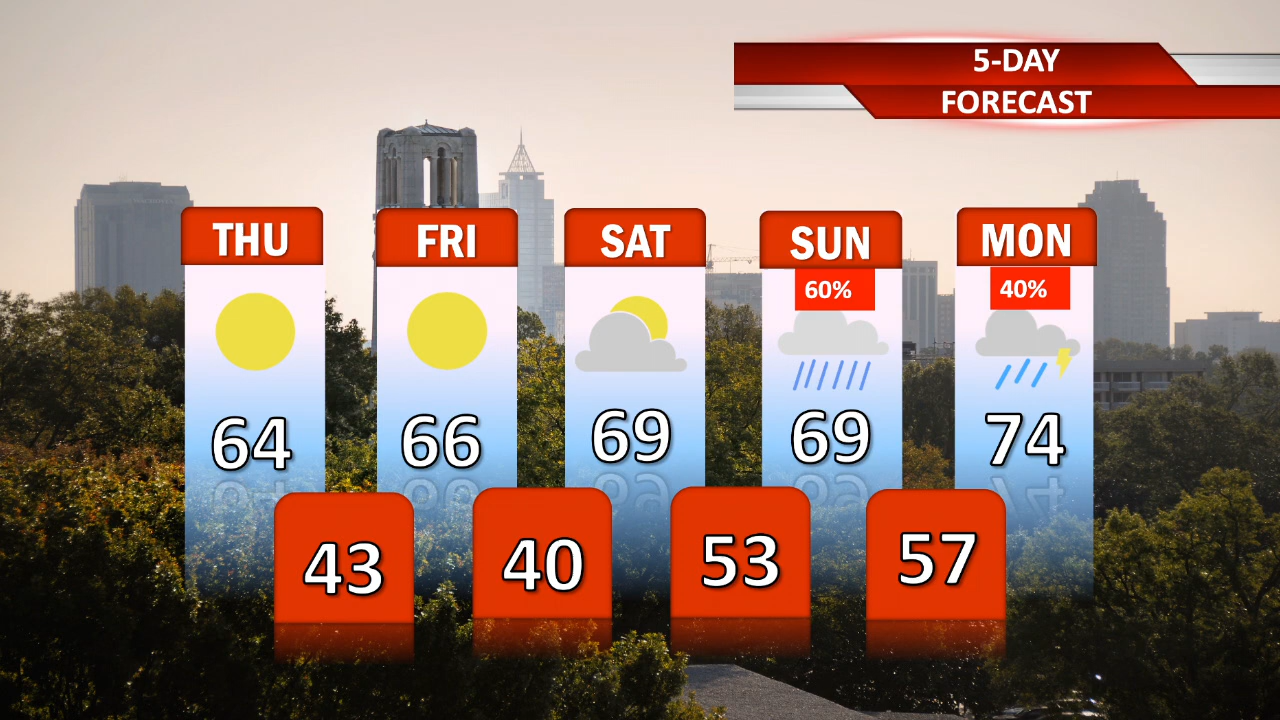 5-DAY
FORECAST
THU FRI SAT SUN MON
60% 40%
64 66 69 69 74
43 40 53 57